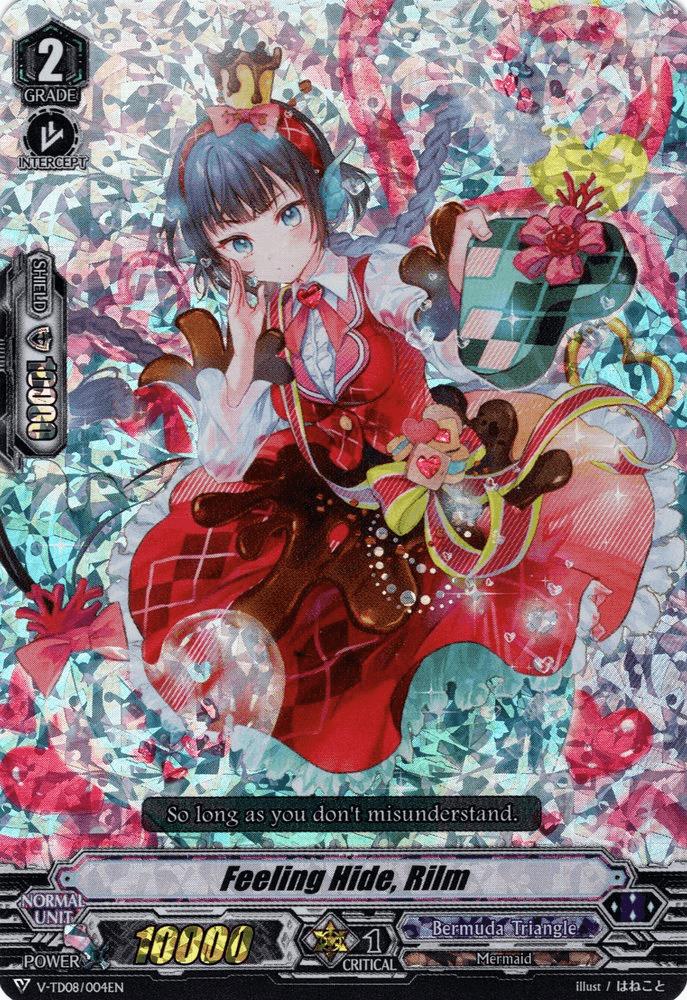 2
GRADE
INTERCEPT
SHIELD
10000
So long as you don't misunderstand.
Feeling Hide, Rilm
NORMAL
UNIT
POWER
10000
1
CRITICAL
Bermuda Triangle
Mermaid
V-TD08/004EN
illust / はねこと